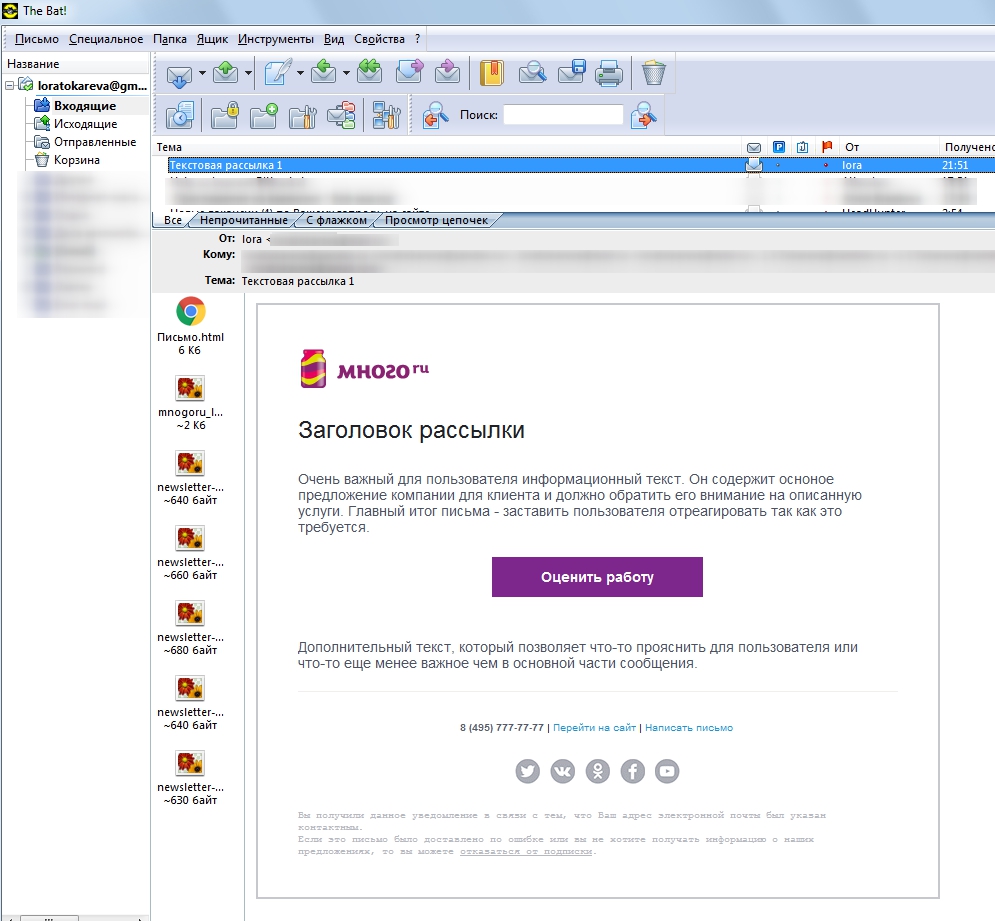 The Bat!
Письмо Специальное Папка Ящик Инструменты Вид Свойства ?
Название
loratokareva@gm...
Входящие
Исходящие
Отправленные
Корзина
Поиск:
Тема От Получено
Текстовая рассылка 1 lora 21:51
Все Непрочитанные С флажком Просмотр цепочек
От: lora <
Кому:
Тема: Текстовая рассылка 1
Письмо.html
6 Кб
mnogoru_l...
~2 Кб
newsletter-...
~640 байт
newsletter-...
~660 байт
newsletter-...
~680 байт
newsletter-...
~640 байт
newsletter-...
~630 байт
много ru
Заголовок рассылки
Очень важный для пользователя информационный текст. Он содержит осноное
предложение компании для клиента и должно обратить его внимание на описанную
услуги. Главный итог письма - заставить пользователя отреагировать так как это
требуется.
Оценить работу
Дополнительный текст, который позволяет что-то прояснить для пользователя или
что-то еще менее важное чем в основной части сообщения.
8 (495) 777-77-77 | Перейти на сайт | Написать письмо
Вы получили данное уведомление в связи с тем, что Ваш адрес электронной почты был указан
контактным.
Если это письмо было доставлено по ошибке или вы не хотите получать информацию о наших
предложениях, то вы можете откаваться от подписки.